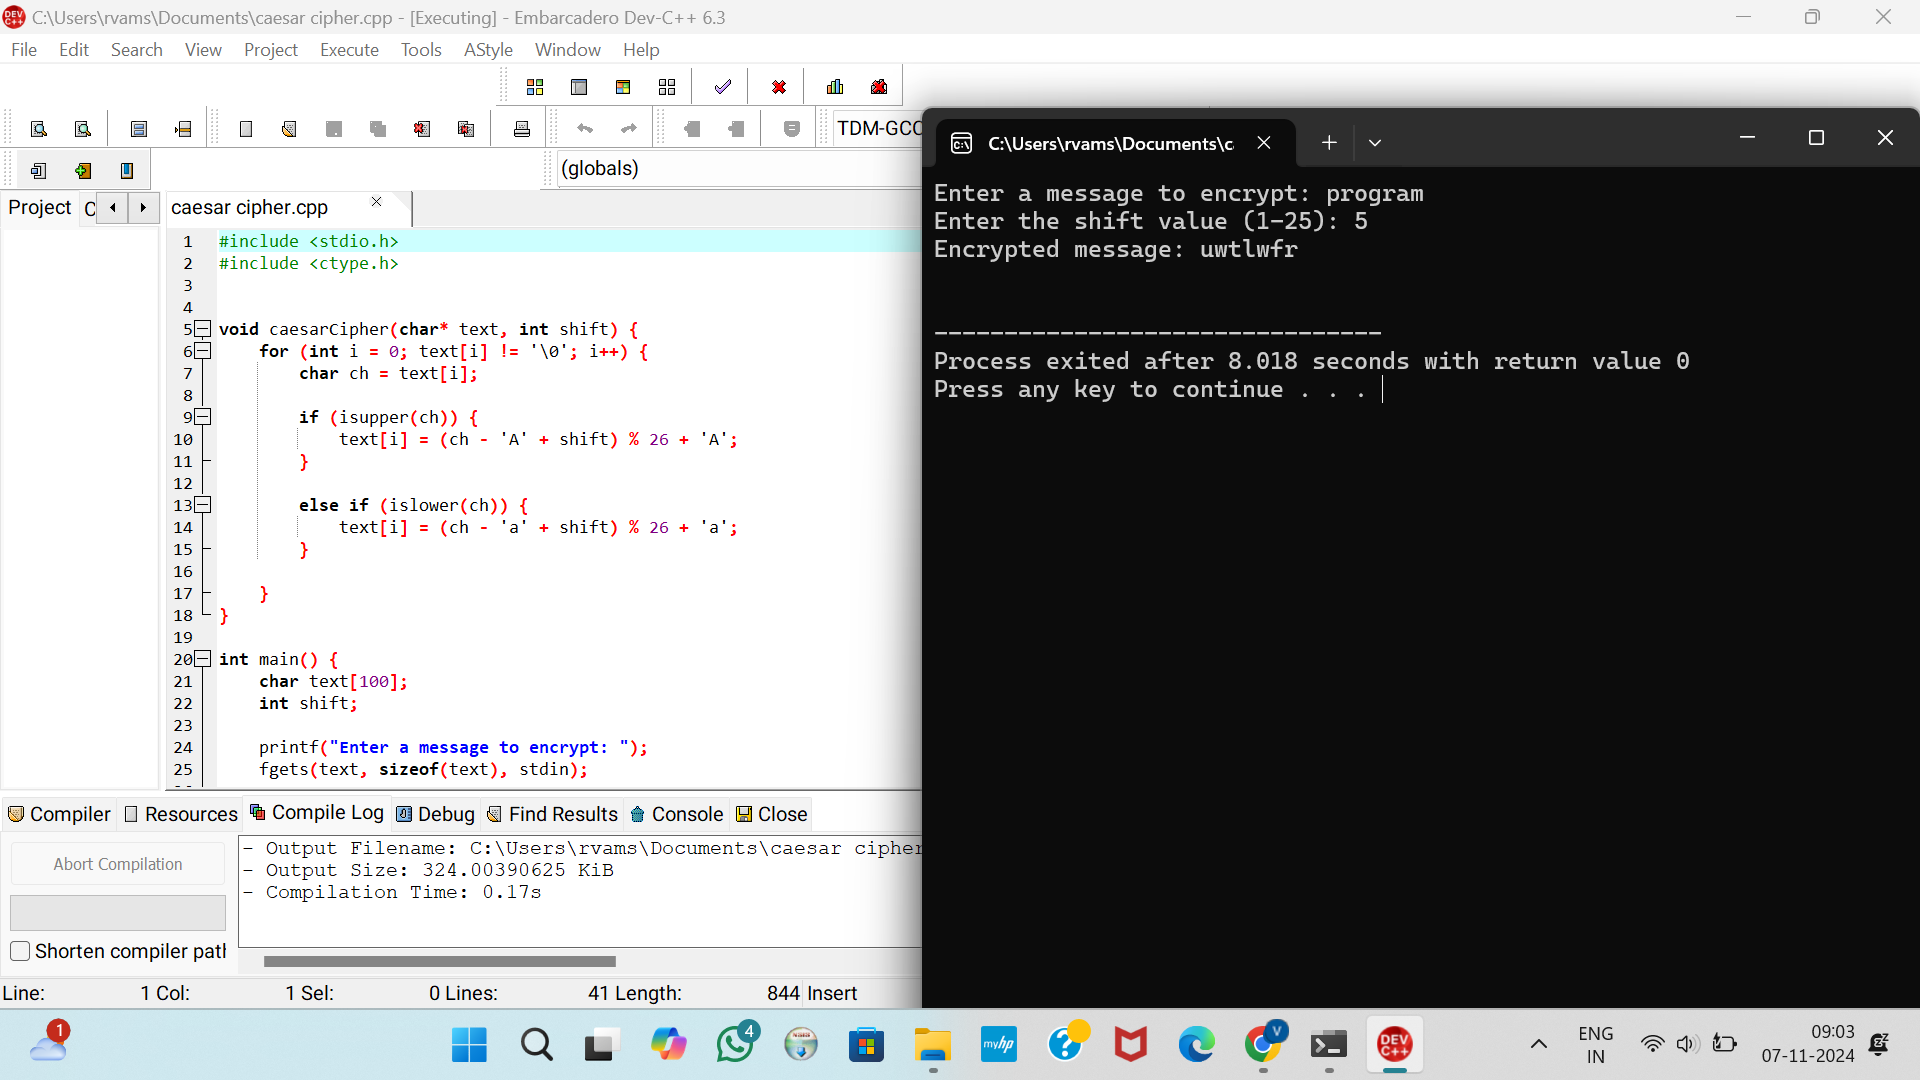 C:\Users\rvams\Documents\caesar cipher.cpp - [Executing] - Embarcadero Dev-C++ 6.3
File Edit Search View Project Execute Tools AStyle Window Help
TDM-GCC
(globals)
Project C
caesar cipher.cpp
1 #include <stdio.h>
2 #include <ctype.h>
3
4
5 void caesarCipher(char* text, int shift) {
6 for (int i = 0; text[i] != '\0'; i++) {
7 char ch = text[i];
8
9 if (isupper(ch)) {
10 text[i] = (ch - 'A' + shift) % 26 + 'A';
11 }
12
13 else if (islower(ch)) {
14 text[i] = (ch - 'a' + shift) % 26 + 'a';
15 }
16
17 }
18 }
19
20 int main() {
21 char text[100];
22 int shift;
23
24 printf("Enter a message to encrypt: ");
25 fgets(text, sizeof(text), stdin);
Compiler Resources Compile Log Debug Find Results Console Close
Abort Compilation
Shorten compiler path
- Output Filename: C:\Users\rvams\Documents\caesar cipher
- Output Size: 324.00390625 KiB
- Compilation Time: 0.17s
Line: 1 Col: 1 Sel: 0 Lines: 41 Length: 844 Insert
C:\Users\rvams\Documents\c
Enter a message to encrypt: program
Enter the shift value (1-25): 5
Encrypted message: uwtlwfr
--------------------------------
Process exited after 8.018 seconds with return value 0
Press any key to continue . . .
1
4
myhp
V
DEV C++
ENG
IN
09:03
07-11-2024